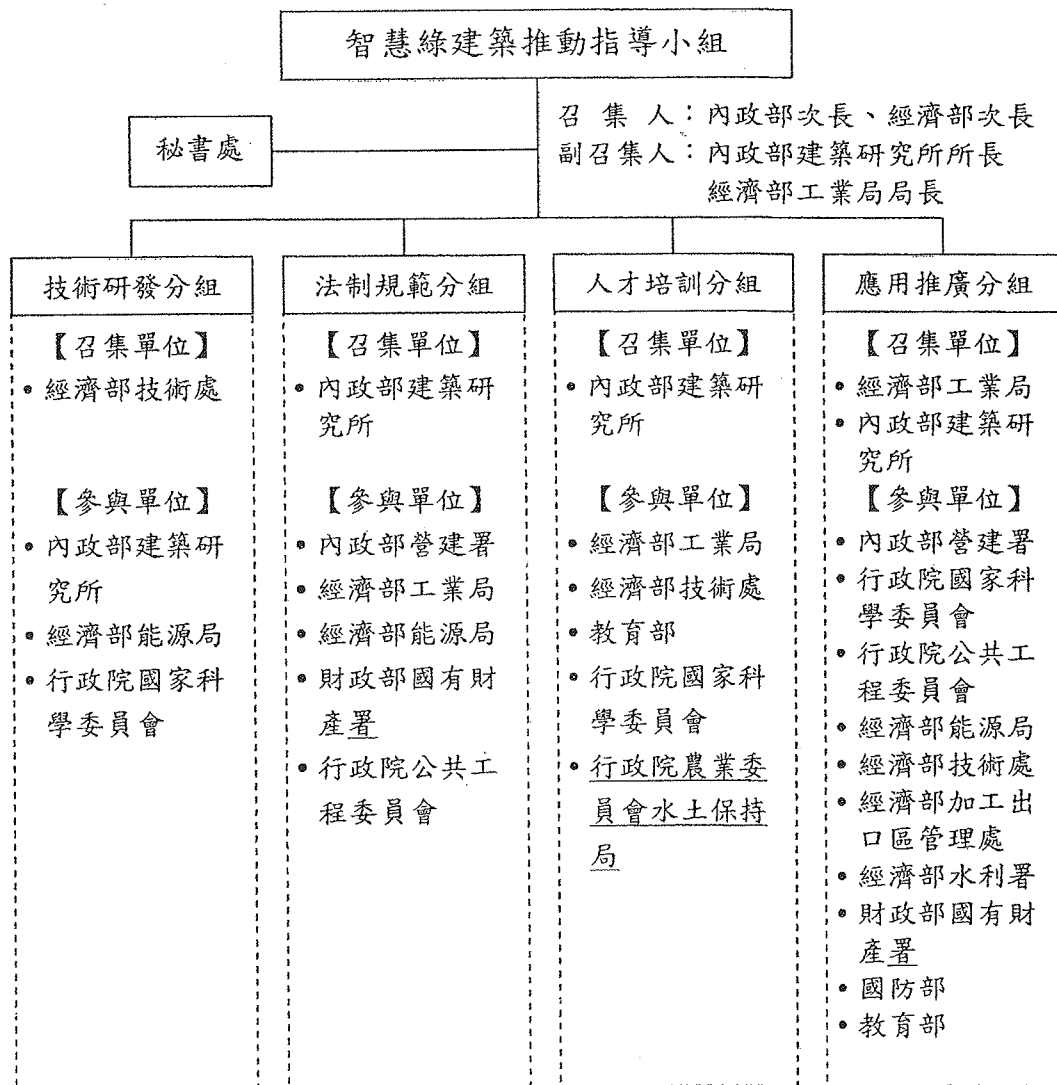 智慧綠建築推動指導小組
秘書處
召 集 人：內政部次長、經濟部次長
副召集人：內政部建築研究所所長
經濟部工業局局長
技術研發分組
【召集單位】
• 經濟部技術處
【參與單位】
• 內政部建築研
究所
• 經濟部能源局
• 行政院國家科
學委員會
法制規範分組
【召集單位】
• 內政部建築研
究所
【參與單位】
• 內政部營建署
• 經濟部工業局
• 經濟部能源局
• 財政部國有財
產署
• 行政院公共工
程委員會
人才培訓分組
【召集單位】
• 內政部建築研
究所
【參與單位】
• 經濟部工業局
• 經濟部技術處
• 教育部
• 行政院國家科
學委員會
• 行政院農業委
員會水土保持
局
應用推廣分組
【召集單位】
• 經濟部工業局
• 內政部建築研
究所
【參與單位】
• 內政部營建署
• 行政院國家科
學委員會
• 行政院公共工
程委員會
• 經濟部能源局
• 經濟部技術處
• 經濟部加工出
口區管理處
• 經濟部水利署
• 財政部國有財
產署
• 國防部
• 教育部